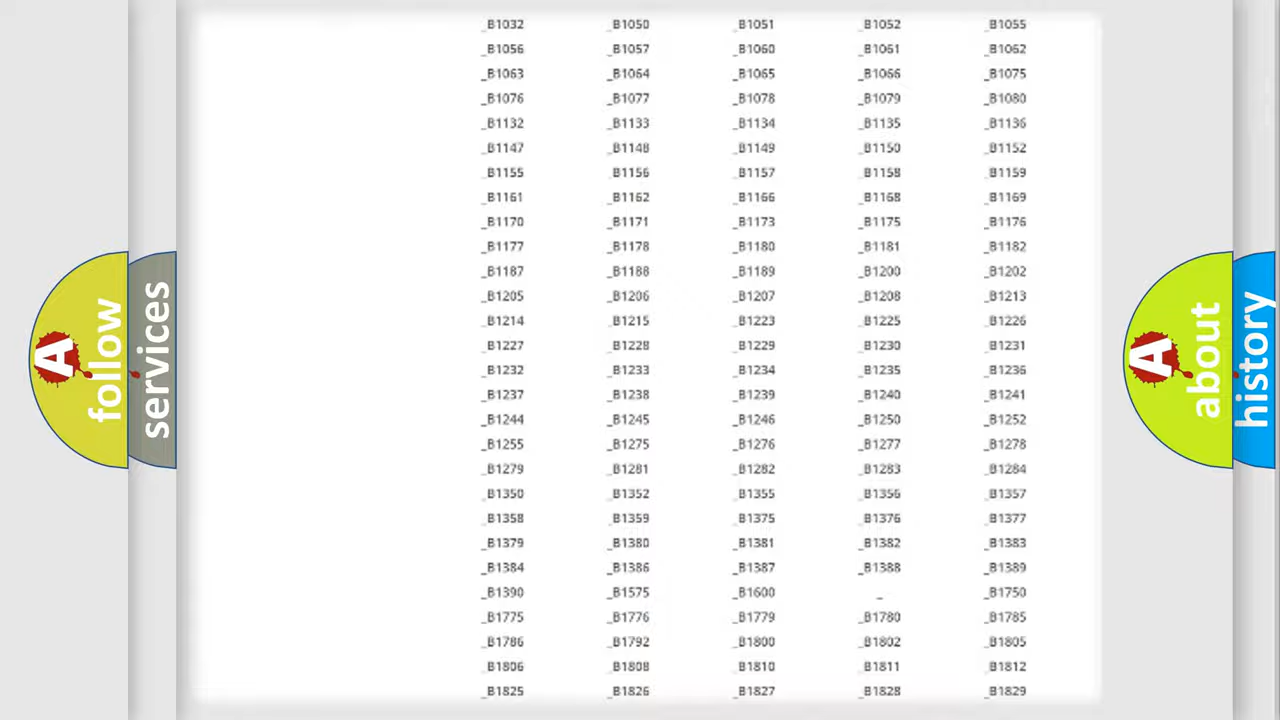 _B1032 _B1050 _B1051 _B1052 _B1055
_B1056 _B1057 _B1060 _B1061 _B1062
_B1063 _B1064 _B1065 _B1066 _B1075
_B1076 _B1077 _B1078 _B1079 _B1080
_B1132 _B1133 _B1134 _B1135 _B1136
_B1147 _B1148 _B1149 _B1150 _B1152
_B1155 _B1156 _B1157 _B1158 _B1159
_B1161 _B1162 _B1166 _B1168 _B1169
_B1170 _B1171 _B1173 _B1175 _B1176
_B1177 _B1178 _B1180 _B1181 _B1182
_B1187 _B1188 _B1189 _B1200 _B1202
_B1205 _B1206 _B1207 _B1208 _B1213
_B1214 _B1215 _B1223 _B1225 _B1226
_B1227 _B1228 _B1229 _B1230 _B1231
_B1232 _B1233 _B1234 _B1235 _B1236
_B1237 _B1238 _B1239 _B1240 _B1241
_B1244 _B1245 _B1246 _B1250 _B1252
_B1255 _B1275 _B1276 _B1277 _B1278
_B1279 _B1281 _B1282 _B1283 _B1284
_B1350 _B1352 _B1355 _B1356 _B1357
_B1358 _B1359 _B1375 _B1376 _B1377
_B1379 _B1380 _B1381 _B1382 _B1383
_B1384 _B1386 _B1387 _B1388 _B1389
_B1390 _B1575 _B1600 _ _B1750
_B1775 _B1776 _B1779 _B1780 _B1785
_B1786 _B1792 _B1800 _B1802 _B1805
_B1806 _B1808 _B1810 _B1811 _B1812
_B1825 _B1826 _B1827 _B1828 _B1829
A follow
services
A about
history